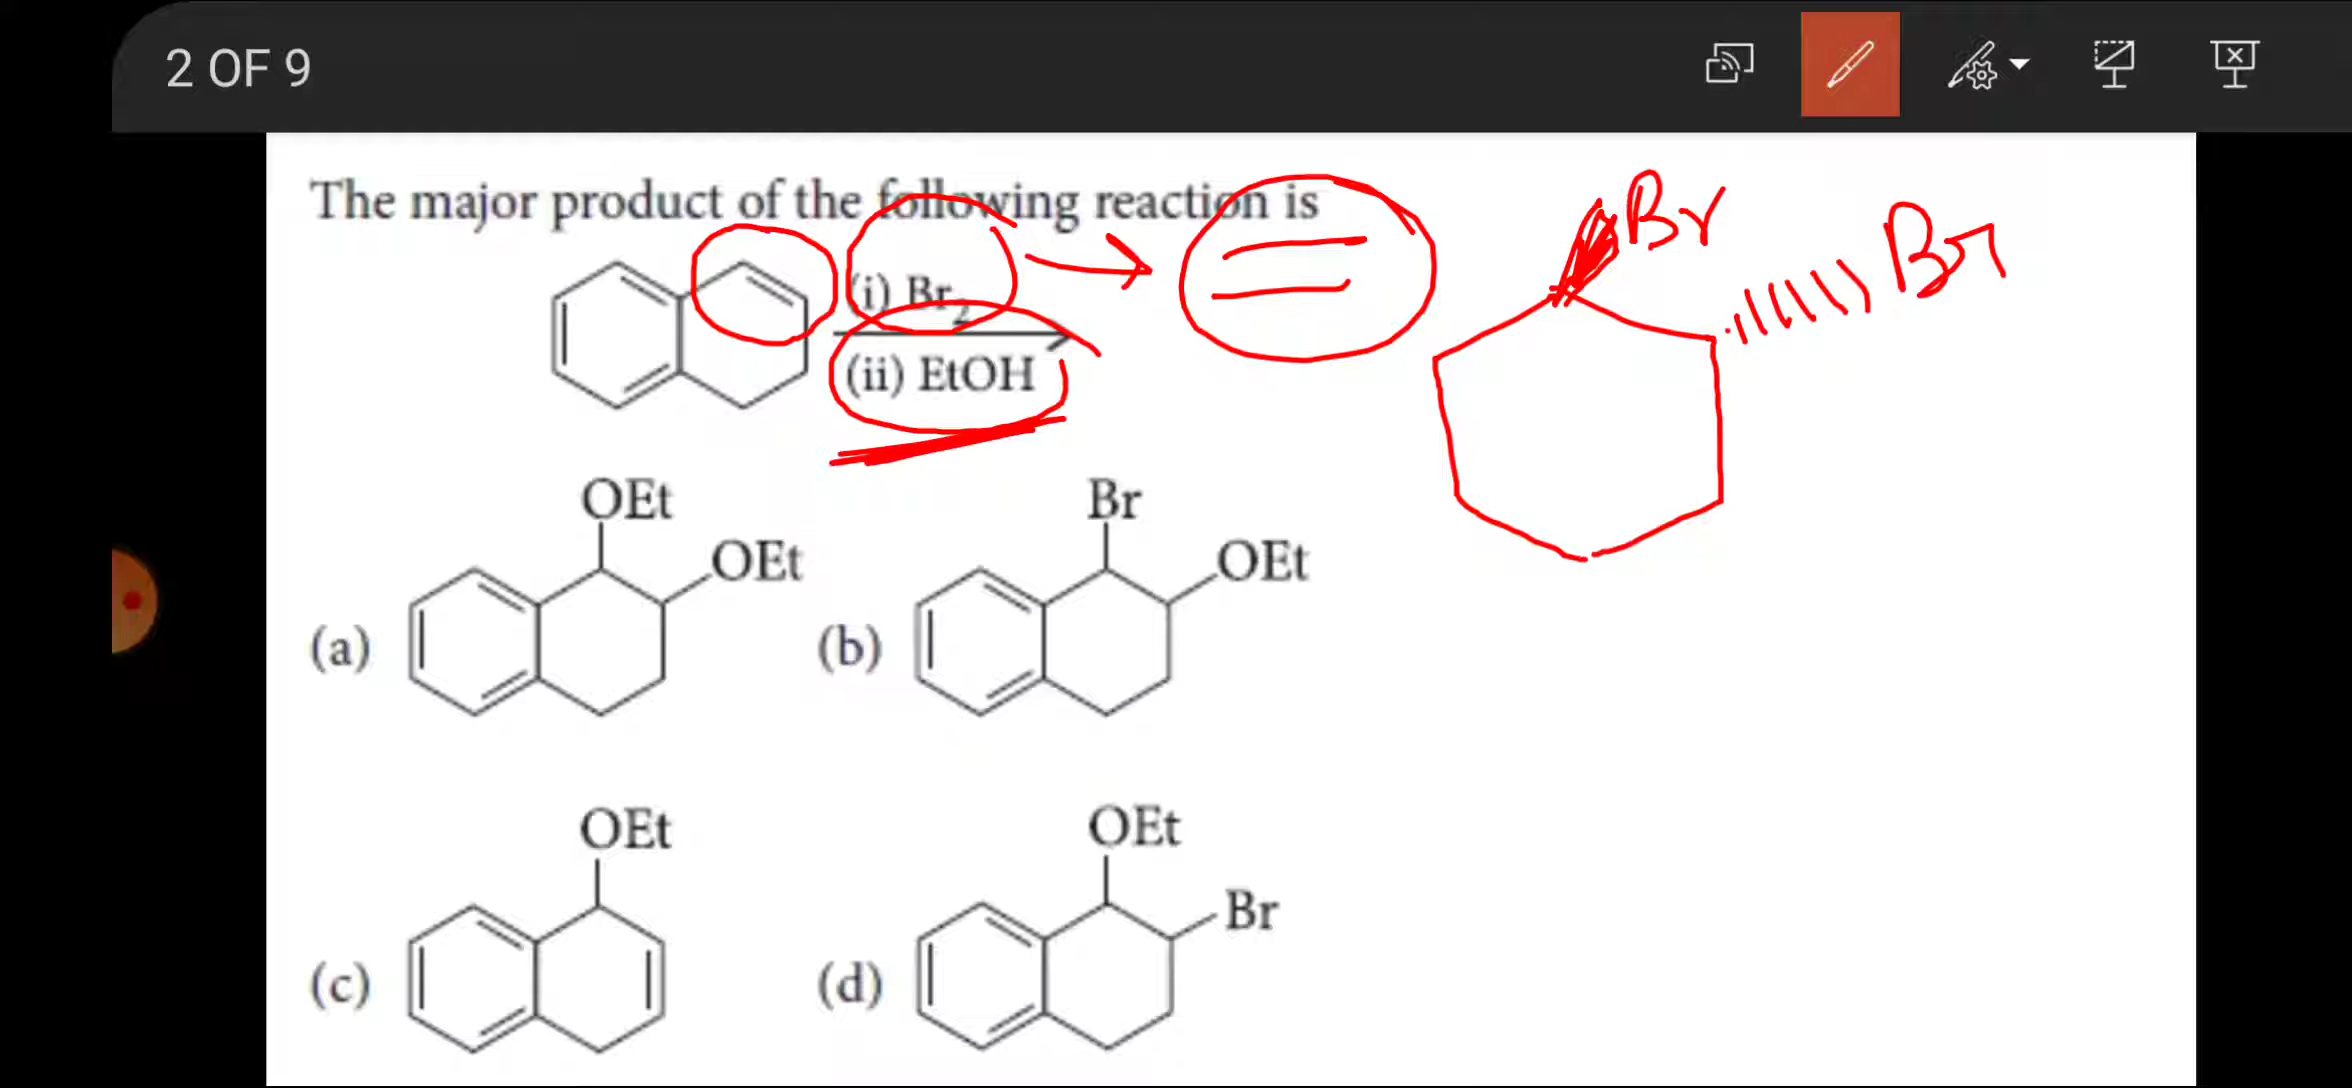 2 OF 9
The major product of the following reaction is
(i) Br2
(ii) EtOH
Br
Br
OEt
OEt
(a)
Br
OEt
(b)
OEt
(c)
OEt
Br
(d)